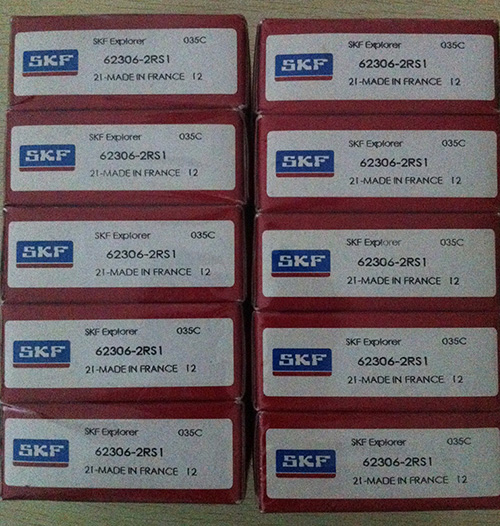 SKF
SKF Explorer 035C
62306-2RS1
21-MADE IN FRANCE 12
SKF
SKF Explorer 035C
62306-2RS1
21-MADE IN FRANCE 12
SKF
SKF Explorer 035C
62306-2RS1
21-MADE IN FRANCE 12
SKF
SKF Explorer 035C
62306-2RS1
21-MADE IN FRANCE 12
SKF
SKF Explorer 035C
62306-2RS1
21-MADE IN FRANCE 12
SKF
SKF Explorer 035C
62306-2RS1
21-MADE IN FRANCE 12
SKF
SKF Explorer 035C
62306-2RS1
21-MADE IN FRANCE 12
SKF
SKF Explorer 035C
62306-2RS1
21-MADE IN FRANCE 12
SKF
SKF Explorer 035C
62306-2RS1
21-MADE IN FRANCE 12
SKF
SKF Explorer 035C
62306-2RS1
21-MADE IN FRANCE 12